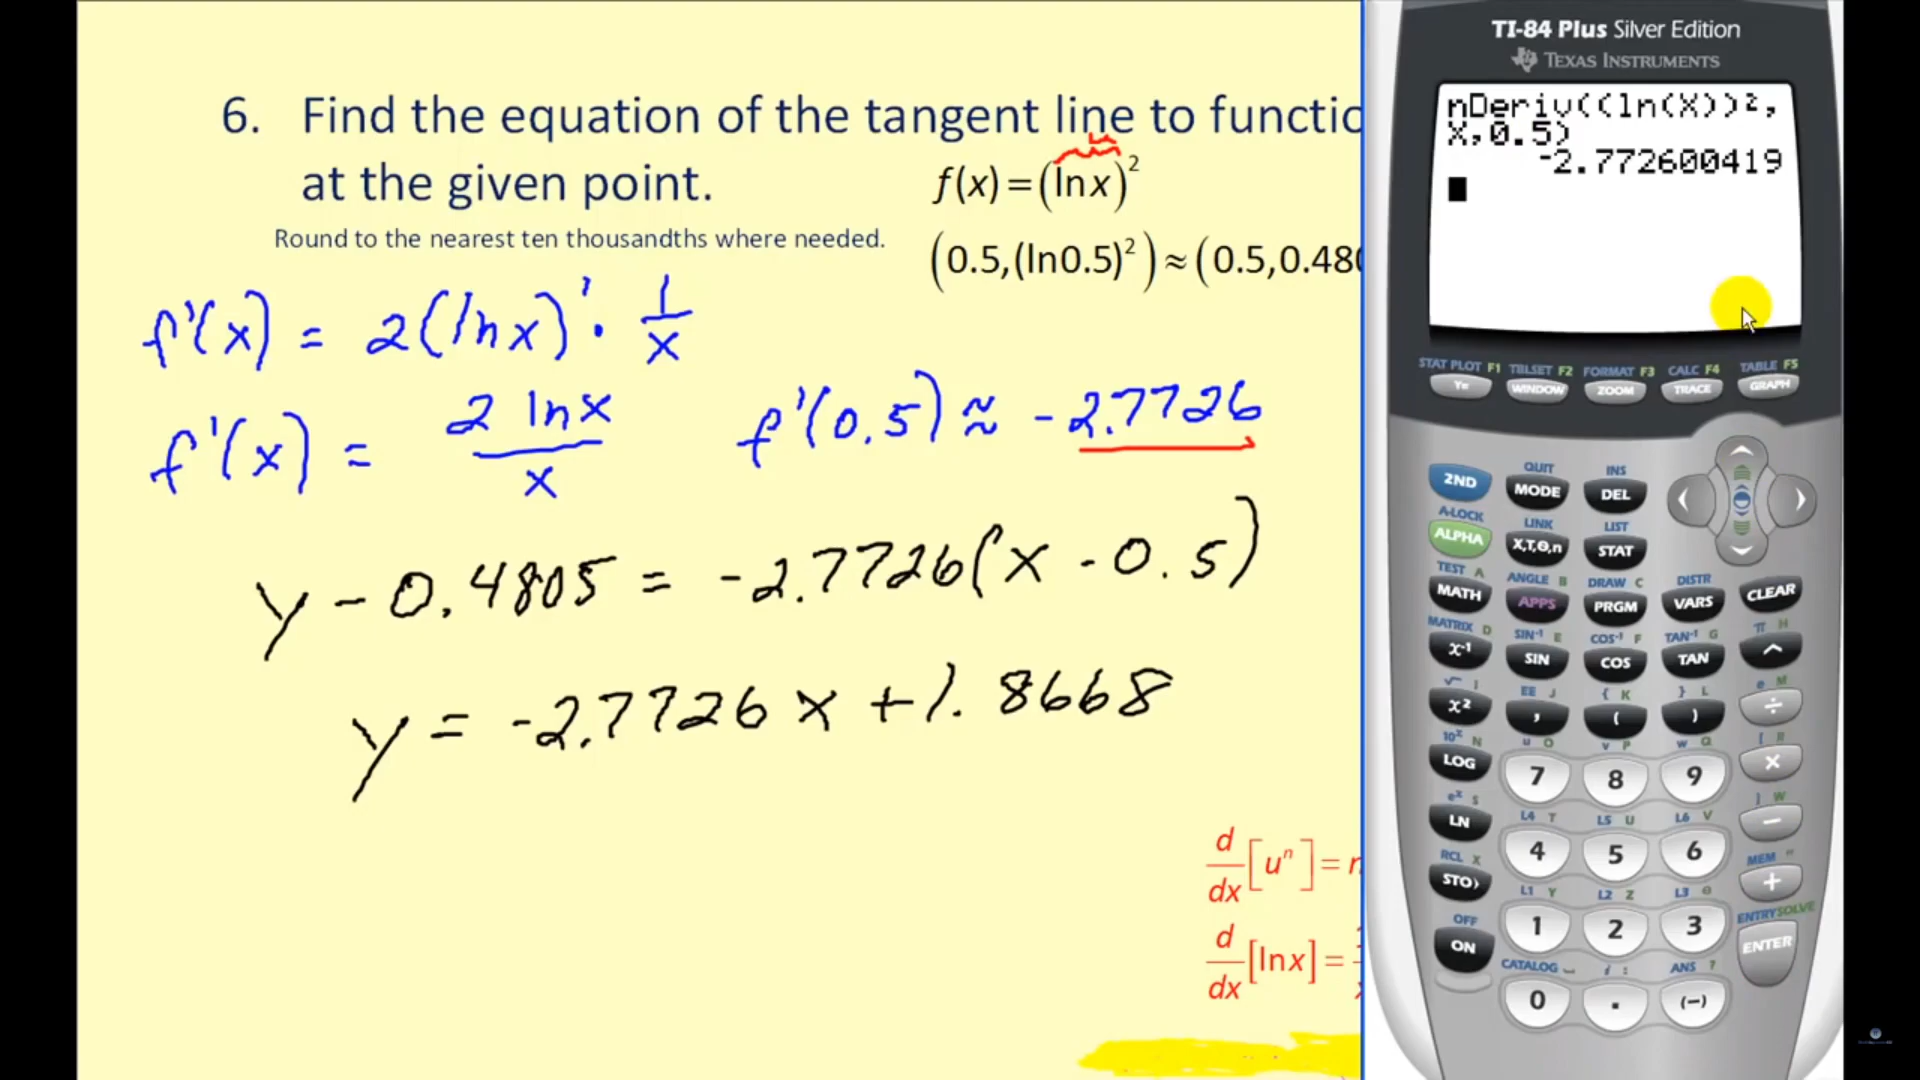 6. Find the equation of the tangent line to functio
at the given point.
f(x) = (ln x)²
Round to the nearest ten thousandths where needed.
(0.5, (ln0.5)²) ≈ (0.5, 0.480
f'(x) = 2(ln x)¹ · 1/x
f'(x) = 2 ln x / x
f'(0.5) ≈ -2.7726
y - 0.4805 = -2.7726(x - 0.5)
y = -2.7726x + 1.8668
d/dx [uⁿ] = n
d/dx [ln x] =
TI-84 Plus Silver Edition
TEXAS INSTRUMENTS
nDeriv((ln(X))²,
X,0.5)
-2.772600419
STAT PLOT F1 TBLSET F2 FORMAT F3 CALC F4 TABLE F5
Y= WINDOW ZOOM TRACE GRAPH
QUIT INS
2ND MODE DEL
A-LOCK LINK LIST
ALPHA X,T,Θ,n STAT
TEST A ANGLE B DRAW C DISTR
MATH APPS PRGM VARS CLEAR
MATRIX D SIN⁻¹ E COS⁻¹ F TAN⁻¹ G π H
x⁻¹ SIN COS TAN ^
√ I EE J { K } L e M
x² , ( ) ÷
10ˣ N u O v P w Q [ R
LOG 7 8 9 ×
eˣ S L4 T L5 U L6 V ] W
LN 4 5 6 −
RCL X L1 Y L2 Z L3 θ MEM "
STO› 1 2 3 +
OFF CATALOG i : ANS ? ENTRY SOLVE
ON 0 . (−) ENTER